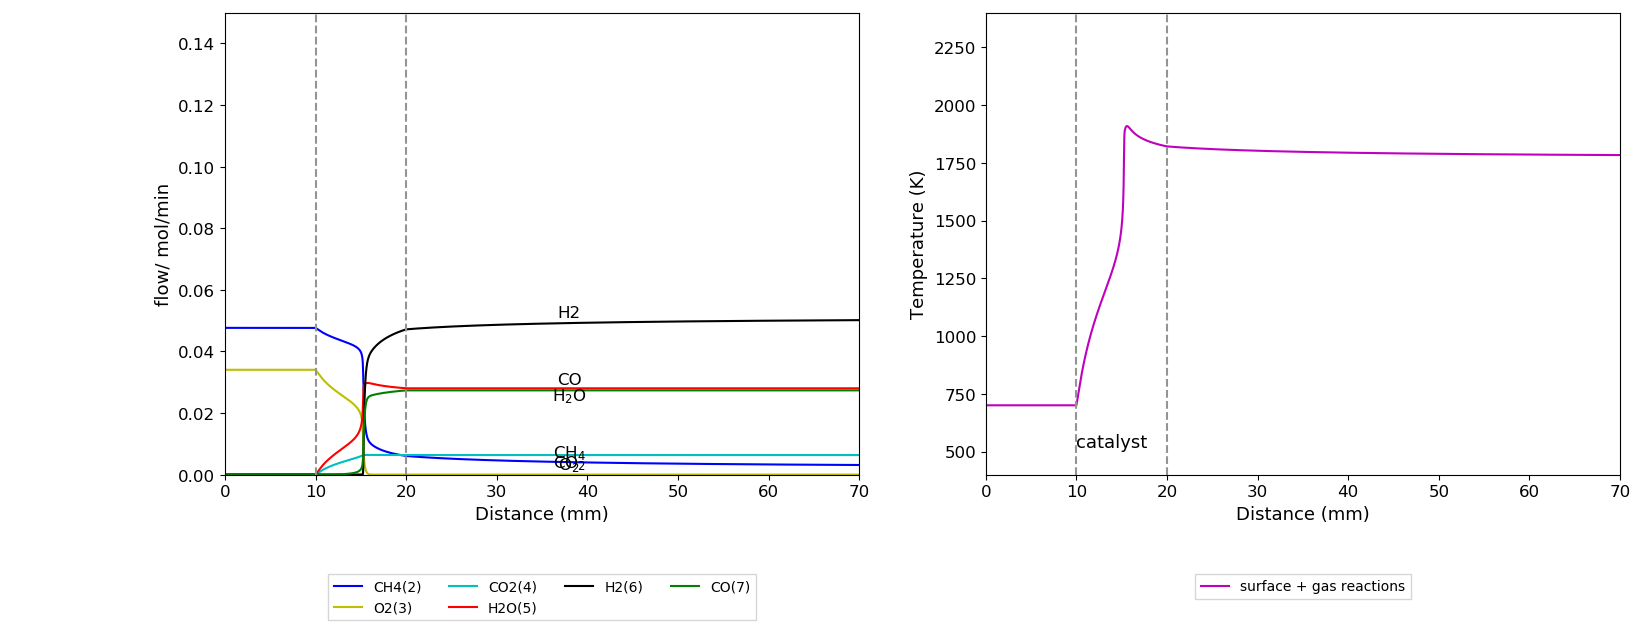 0.14
0.12
0.10
0.08
0.06
0.04
0.02
0.00
flow/ mol/min
H2
CO
H₂O
CH₄
CO₂
O₂
0 10 20 30 40 50 60 70
Distance (mm)
CH4(2) CO2(4) H2(6) CO(7)
O2(3) H2O(5)
2250
2000
1750
1500
1250
1000
750
500
Temperature (K)
catalyst
0 10 20 30 40 50 60 70
Distance (mm)
surface + gas reactions